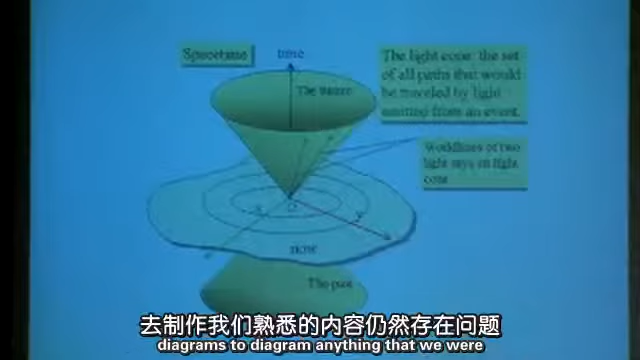 Spacetime
time
The light cone: the set
of all paths that would
be traveled by light
emitting from an event.
The future
Worldlines of two
light rays on light
cone
now
The past
去制作我们熟悉的内容仍然存在问题
diagrams to diagram anything that we were